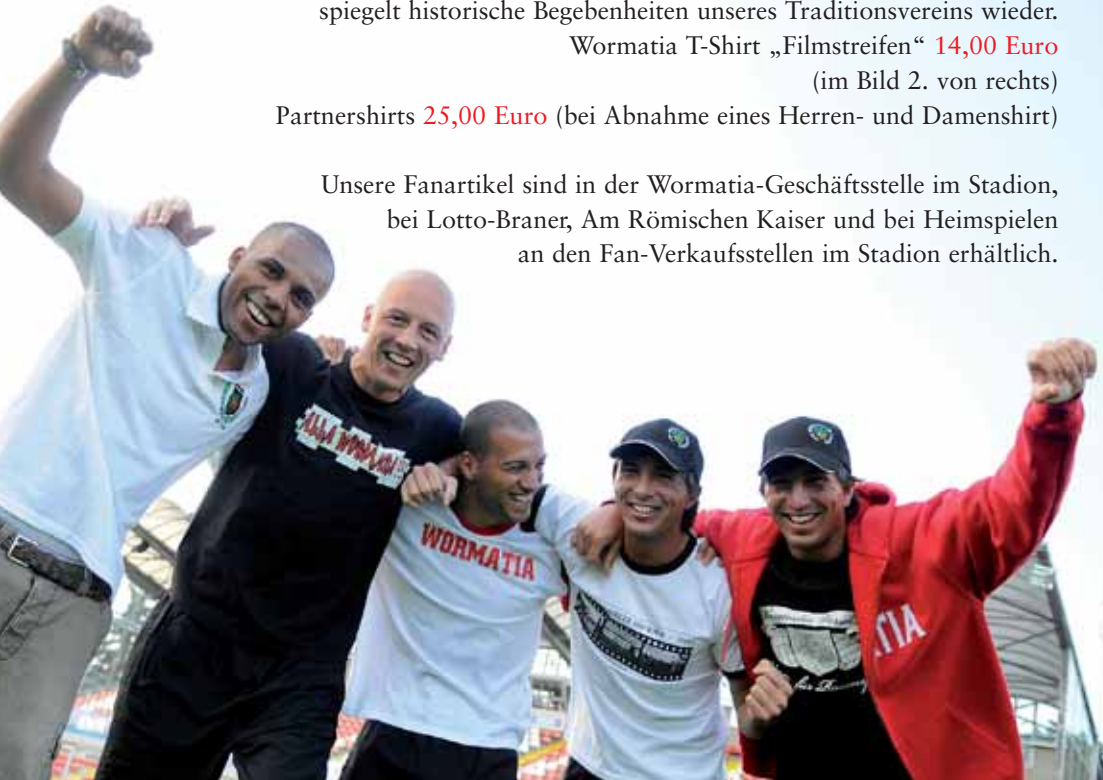 spiegelt historische Begebenheiten unseres Traditionsvereins wieder.
Wormatia T-Shirt „Filmstreifen“ 14,00 Euro
(im Bild 2. von rechts)
Partnershirts 25,00 Euro (bei Abnahme eines Herren- und Damenshirt)
Unsere Fanartikel sind in der Wormatia-Geschäftsstelle im Stadion,
bei Lotto-Braner, Am Römischen Kaiser und bei Heimspielen
an den Fan-Verkaufsstellen im Stadion erhältlich.
ALLA WORMATIA
WORMATIA
TIA